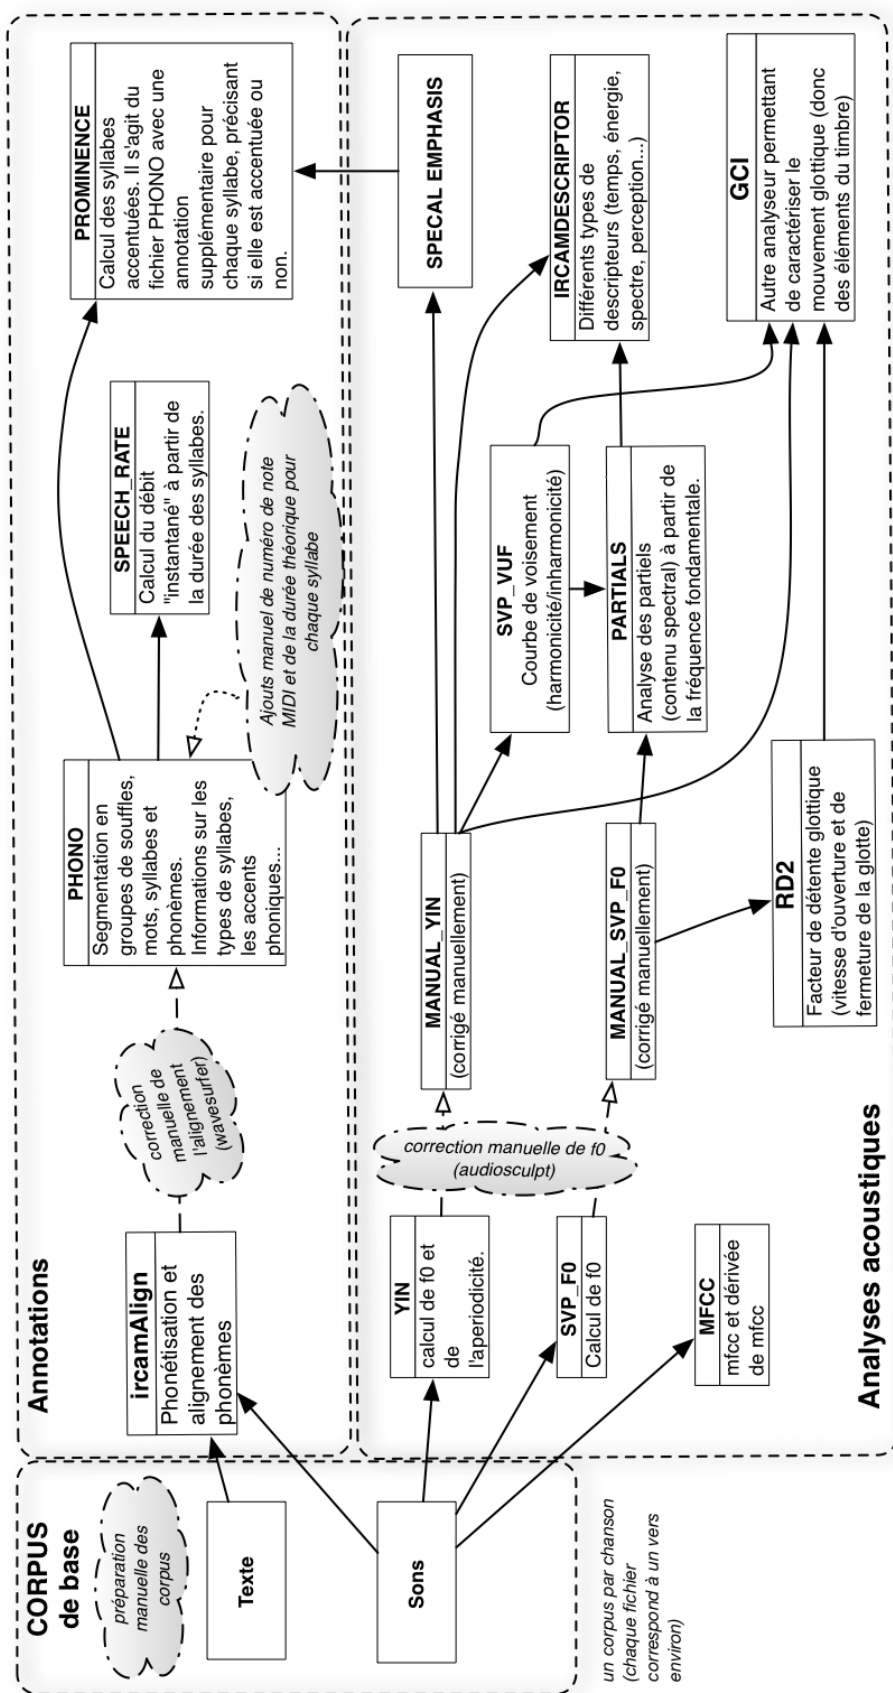 CORPUS
de base
préparation
manuelle des
corpus
Texte
Sons
un corpus par chanson
(chaque fichier
correspond à un vers
environ)
Annotations
ircamAlign
Phonétisation et
alignement des
phonèmes
correction
manuelle de
l'alignement
(wavesurfer)
PHONO
Segmentation en
groupes de souffles,
mots, syllabes et
phonèmes.
Informations sur les
types de syllabes,
les accents
phoniques...
Ajouts manuel de numéro de note
MIDI et de la durée théorique pour
chaque syllabe
SPEECH_RATE
Calcul du débit
"instantané" à partir de
la durée des syllabes.
PROMINENCE
Calcul des syllabes
accentuées. Il s'agit du
fichier PHONO avec une
annotation
supplémentaire pour
chaque syllabe, précisant
si elle est accentuée ou
non.
YIN
calcul de f0 et
de
l'aperiodicité.
SVP_F0
Calcul de f0
MFCC
mfcc et dérivée
de mfcc
correction manuelle de f0
(audiosculpt)
MANUAL_YIN
(corrigé manuellement)
MANUAL_SVP_F0
(corrigé manuellement)
RD2
Facteur de détente glottique
(vitesse d'ouverture et de
fermeture de la glotte)
SVP_VUF
Courbe de voisement
(harmonicité/inharmonicité)
PARTIALS
Analyse des partiels
(contenu spectral) à partir de
la fréquence fondamentale.
SPECAL EMPHASIS
IRCAMDESCRIPTOR
Différents types de
descripteurs (temps, énergie,
spectre, perception...)
GCI
Autre analyseur permettant
de caractériser le
mouvement glottique (donc
des éléments du timbre)
Analyses acoustiques